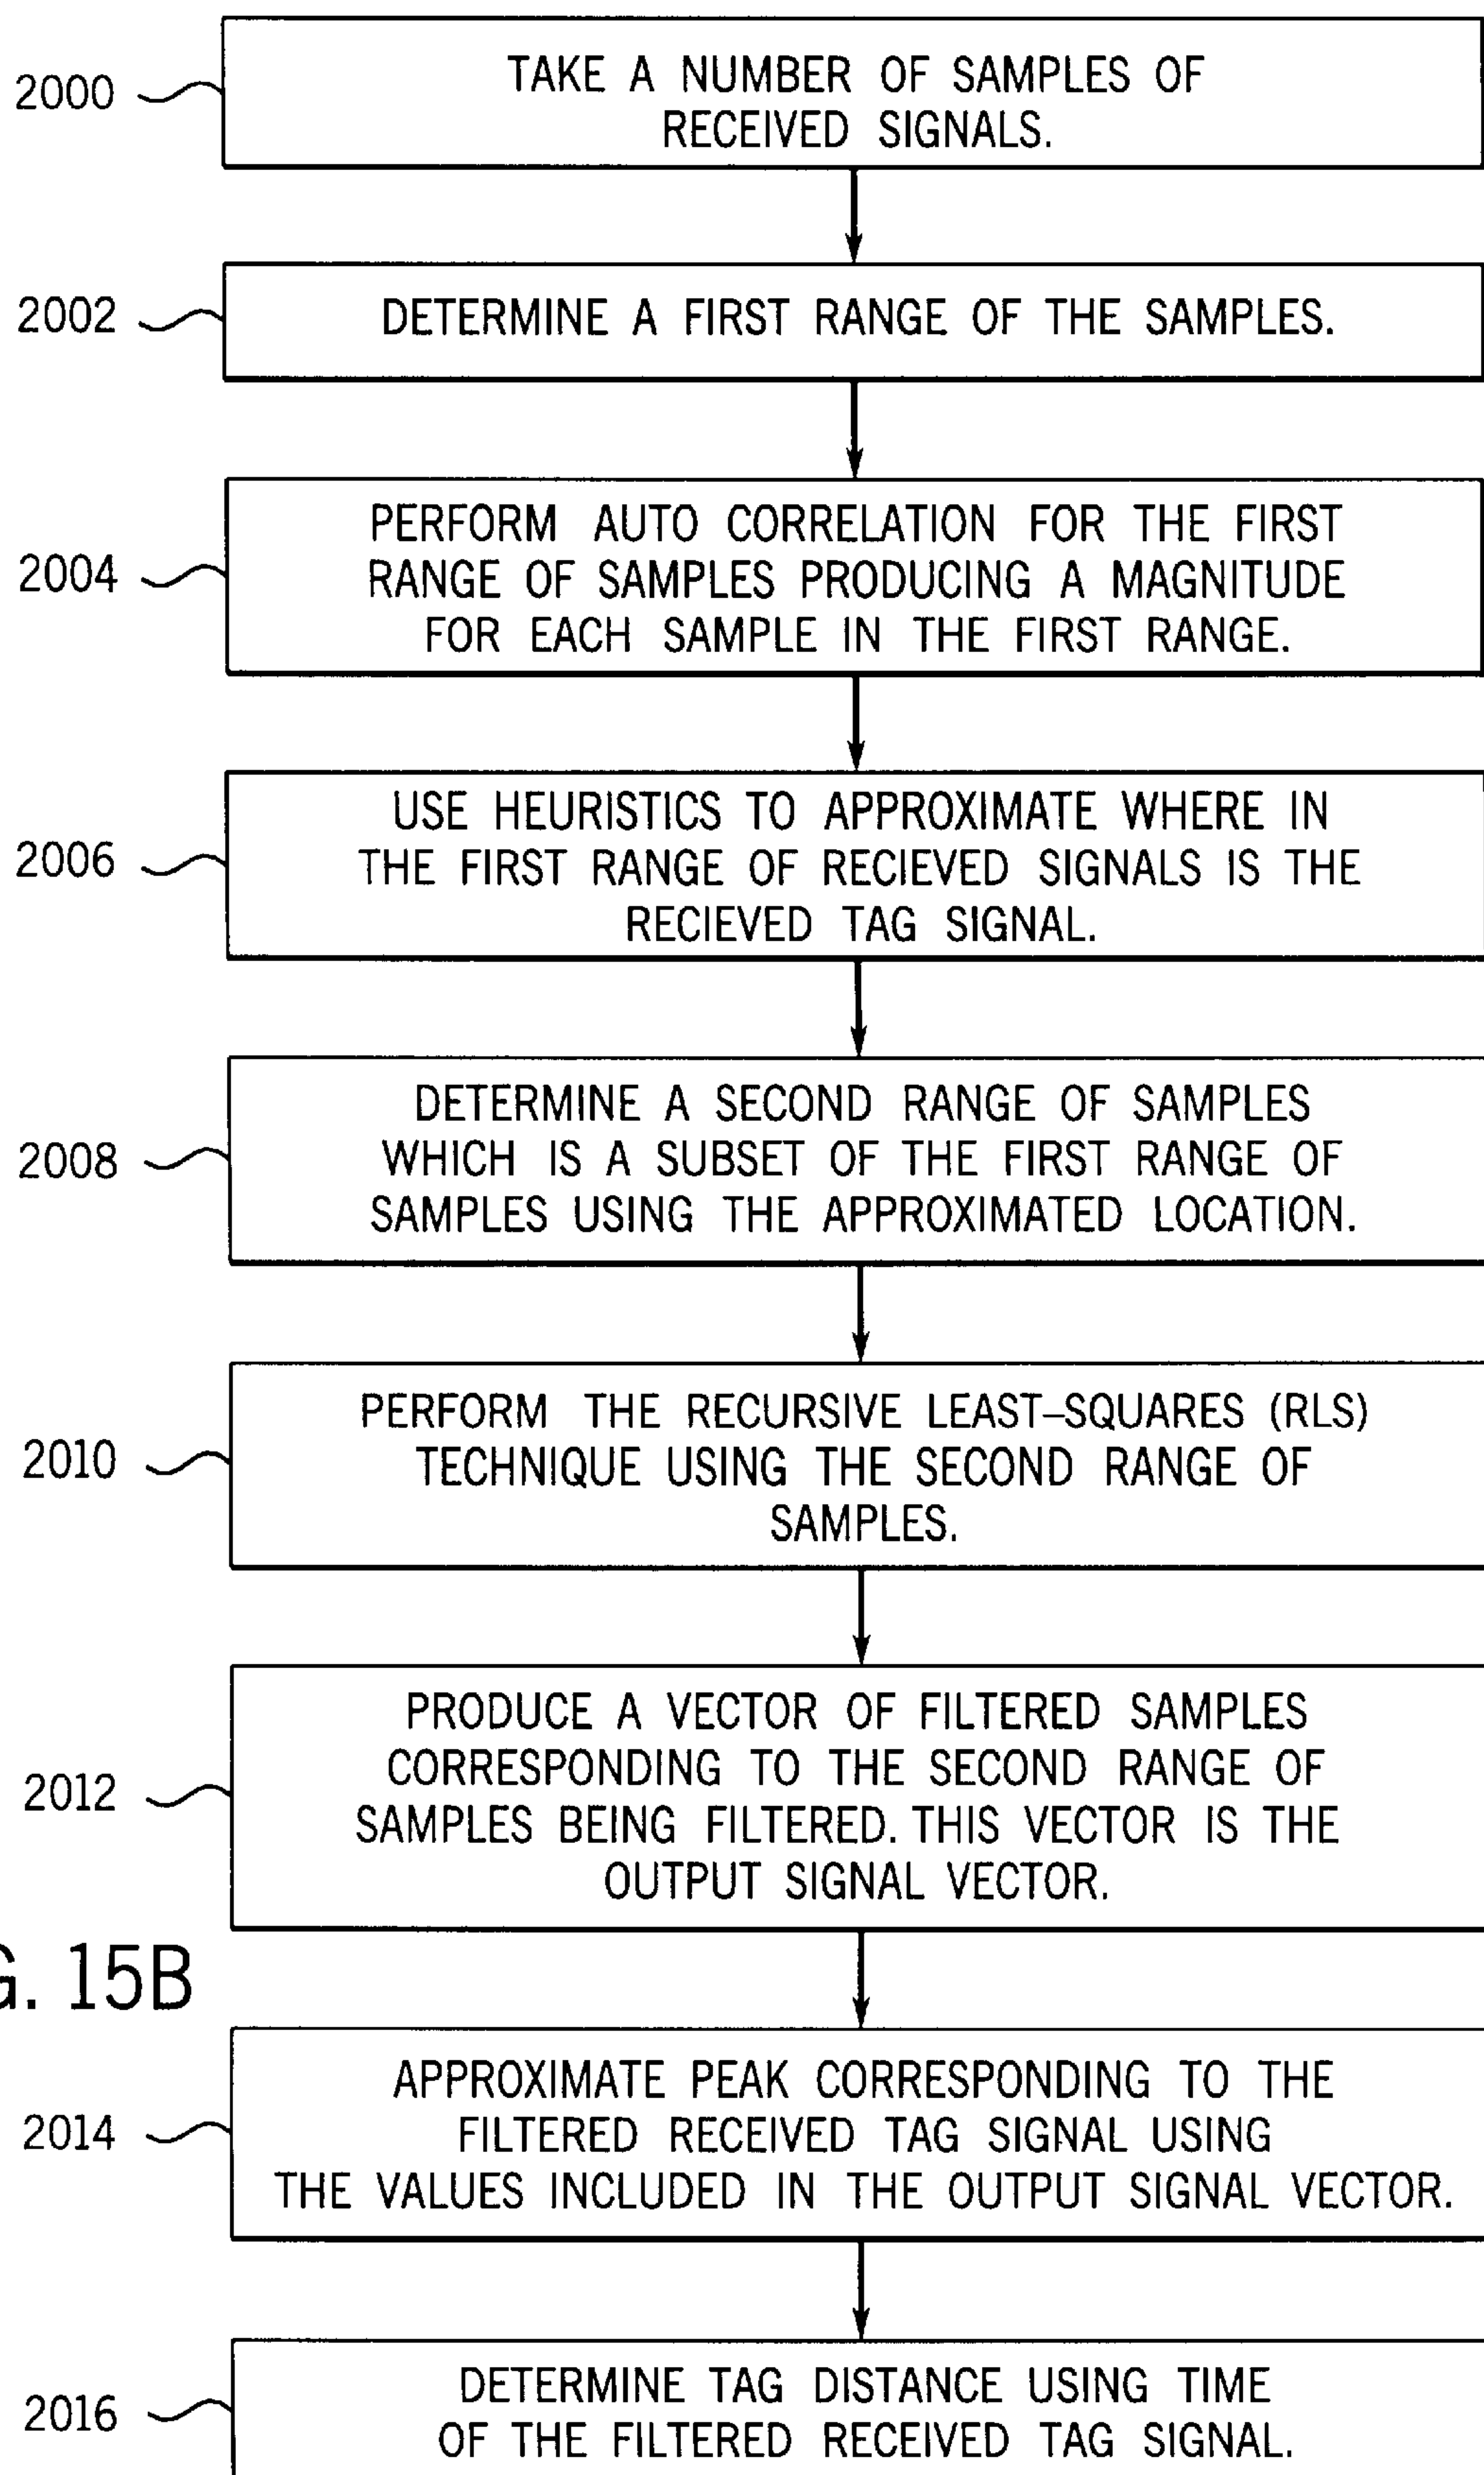 2000
TAKE A NUMBER OF SAMPLES OF
RECEIVED SIGNALS.
2002
DETERMINE A FIRST RANGE OF THE SAMPLES.
2004
PERFORM AUTO CORRELATION FOR THE FIRST
RANGE OF SAMPLES PRODUCING A MAGNITUDE
FOR EACH SAMPLE IN THE FIRST RANGE.
2006
USE HEURISTICS TO APPROXIMATE WHERE IN
THE FIRST RANGE OF RECIEVED SIGNALS IS THE
RECIEVED TAG SIGNAL.
2008
DETERMINE A SECOND RANGE OF SAMPLES
WHICH IS A SUBSET OF THE FIRST RANGE OF
SAMPLES USING THE APPROXIMATED LOCATION.
2010
PERFORM THE RECURSIVE LEAST–SQUARES (RLS)
TECHNIQUE USING THE SECOND RANGE OF
SAMPLES.
2012
PRODUCE A VECTOR OF FILTERED SAMPLES
CORRESPONDING TO THE SECOND RANGE OF
SAMPLES BEING FILTERED. THIS VECTOR IS THE
OUTPUT SIGNAL VECTOR.
G. 15B
2014
APPROXIMATE PEAK CORRESPONDING TO THE
FILTERED RECEIVED TAG SIGNAL USING
THE VALUES INCLUDED IN THE OUTPUT SIGNAL VECTOR.
2016
DETERMINE TAG DISTANCE USING TIME
OF THE FILTERED RECEIVED TAG SIGNAL.